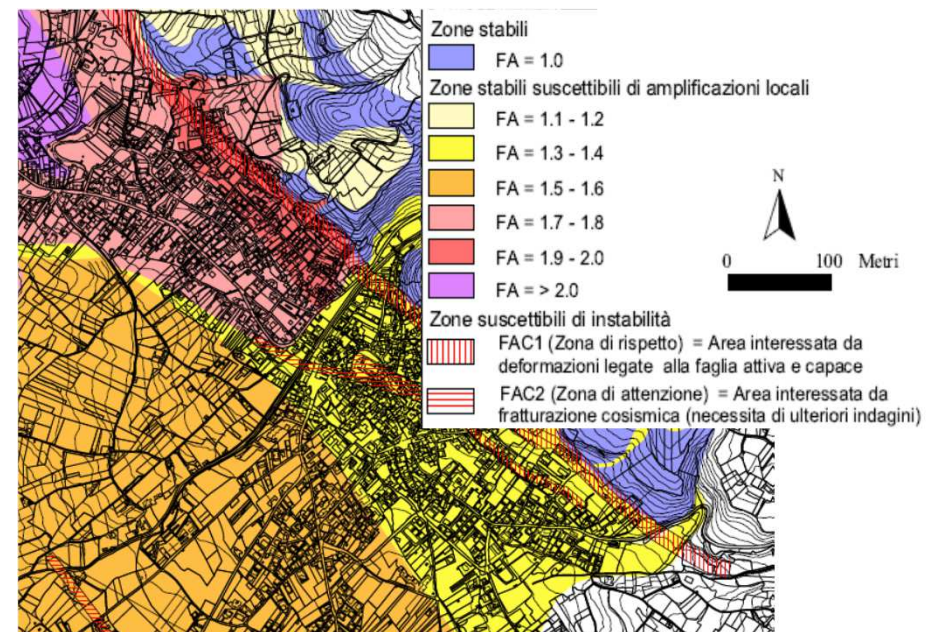 Zone stabili
FA = 1.0
Zone stabili suscettibili di amplificazioni locali
FA = 1.1 - 1.2
FA = 1.3 - 1.4
FA = 1.5 - 1.6
FA = 1.7 - 1.8
FA = 1.9 - 2.0
FA = > 2.0
N
0 100 Metri
Zone suscettibili di instabilità
FAC1 (Zona di rispetto) = Area interessata da
deformazioni legate alla faglia attiva e capace
FAC2 (Zona di attenzione) = Area interessata da
fratturazione cosismica (necessita di ulteriori indagini)